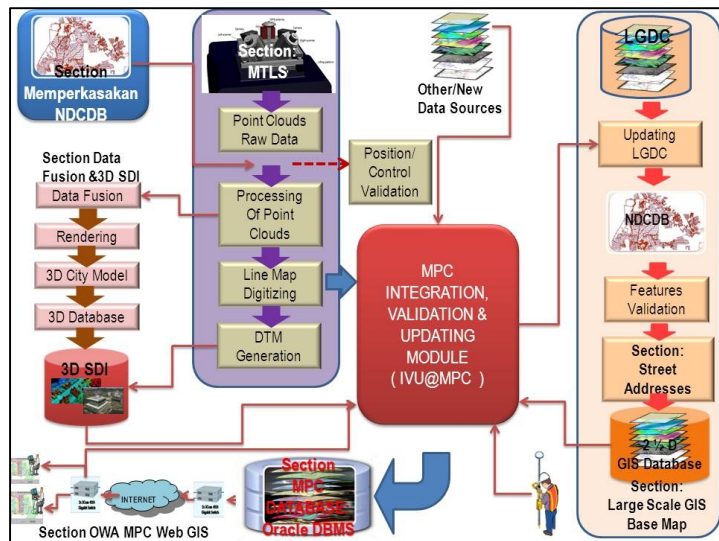 Section
Memperkasakan
NDCDB
Section:
MTLS
Point Clouds
Raw Data
Position/
Control
Validation
Processing
Of Point
Clouds
Line Map
Digitizing
DTM
Generation
Section Data
Fusion &3D SDI
Data Fusion
Rendering
3D City Model
3D Database
3D SDI
Other/New
Data Sources
MPC
INTEGRATION,
VALIDATION &
UPDATING
MODULE
( IVU@MPC )
LGDC
Updating
LGDC
NDCDB
Features
Validation
Section:
Street
Addresses
2 ½ D
GIS Database
Section:
Large Scale GIS
Base Map
Section
MPC
DATABASE
Oracle DBMS
INTERNET
Section OWA MPC Web GIS